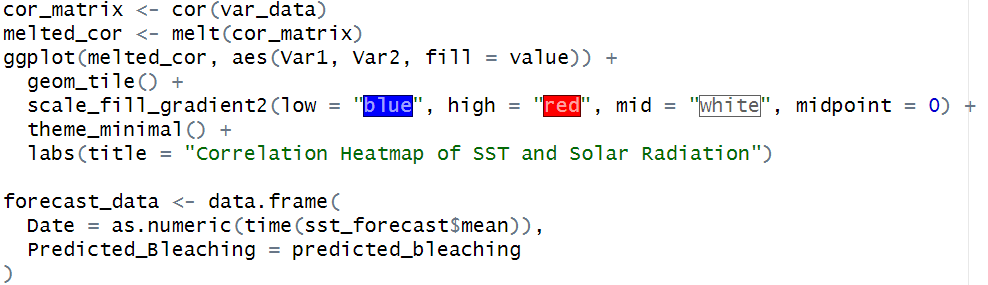 cor_matrix <- cor(var_data)
melted_cor <- melt(cor_matrix)
ggplot(melted_cor, aes(Var1, Var2, fill = value)) +
  geom_tile() +
  scale_fill_gradient2(low = "blue", high = "red", mid = "white", midpoint = 0) +
  theme_minimal() +
  labs(title = "Correlation Heatmap of SST and Solar Radiation")

forecast_data <- data.frame(
  Date = as.numeric(time(sst_forecast$mean)),
  Predicted_Bleaching = predicted_bleaching
)